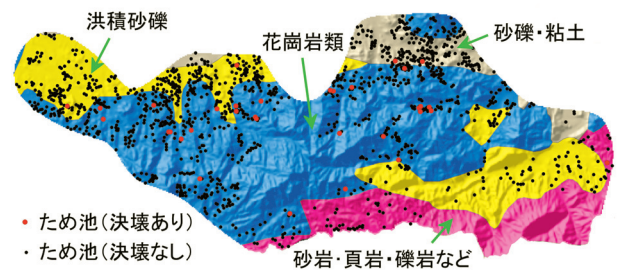 洪積砂礫
花崗岩類
砂礫・粘土
ため池(決壊あり)
ため池(決壊なし)
砂岩・頁岩・礫岩など